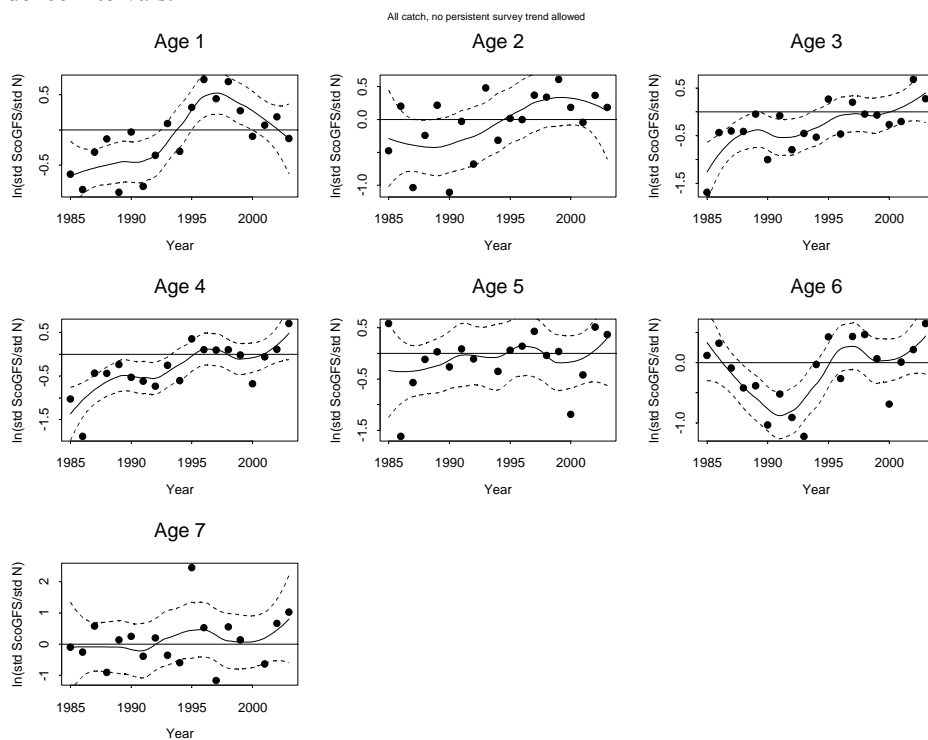 All catch, no persistent survey trend allowed
Age 1
Age 2
Age 3
ln(std ScoGFS/std N)
-0.5
0.5
1985
1990
1995
2000
Year
ln(std ScoGFS/std N)
-1.0
0.0
0.5
1985
1990
1995
2000
Year
ln(std ScoGFS/std N)
-1.5
-0.5
0.5
1985
1990
1995
2000
Year
Age 4
Age 5
Age 6
ln(std ScoGFS/std N)
-1.5
-0.5
0.5
1985
1990
1995
2000
Year
ln(std ScoGFS/std N)
-1.5
-0.5
0.5
1985
1990
1995
2000
Year
ln(std ScoGFS/std N)
-1.0
0.0
1985
1990
1995
2000
Year
Age 7
ln(std ScoGFS/std N)
-1
0
1
2
1985
1990
1995
2000
Year